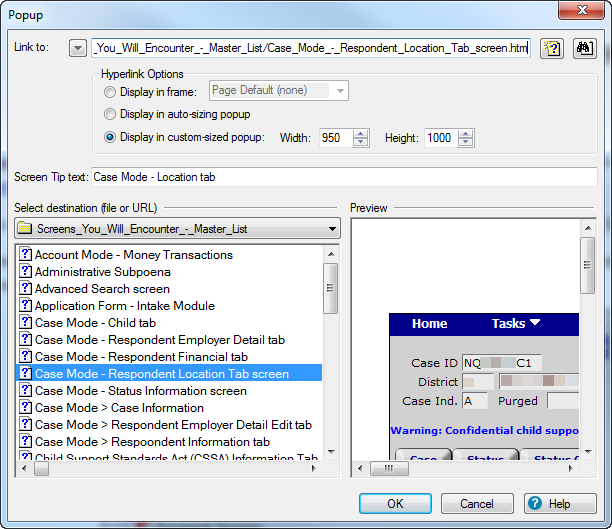 Popup
Link to: _You_Will_Encounter_-_Master_List/Case_Mode_-_Respondent_Location_Tab_screen.htm
Hyperlink Options
Display in frame: Page Default (none)
Display in auto-sizing popup
Display in custom-sized popup: Width: 950 Height: 1000
Screen Tip text: Case Mode - Location tab
Select destination (file or URL)
Screens_You_Will_Encounter_-_Master_List
Account Mode - Money Transactions
Administrative Subpoena
Advanced Search screen
Application Form - Intake Module
Case Mode - Child tab
Case Mode - Respondent Employer Detail tab
Case Mode - Respondent Financial tab
Case Mode - Respondent Location Tab screen
Case Mode - Status Information screen
Case Mode > Case Information
Case Mode > Respondent Employer Detail Edit tab
Case Mode > Respoondent Information tab
Child Support Standards Act (CSSA) Information Tab
Preview
Home Tasks
Case ID NQ C1
District
Case Ind. A Purged
Warning: Confidential child suppo
Case Status Status
OK Cancel Help